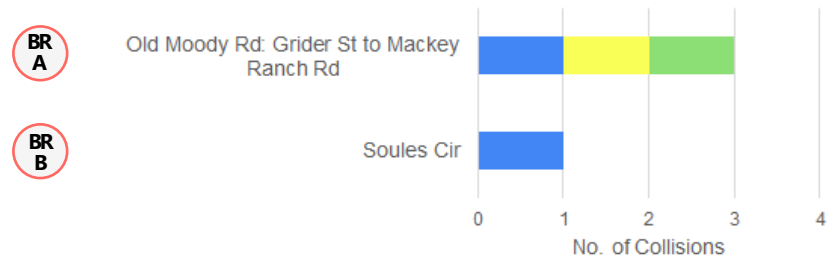 BR
A
Old Moody Rd: Grider St to Mackey
Ranch Rd
BR
B
Soules Cir
0 1 2 3 4
No. of Collisions